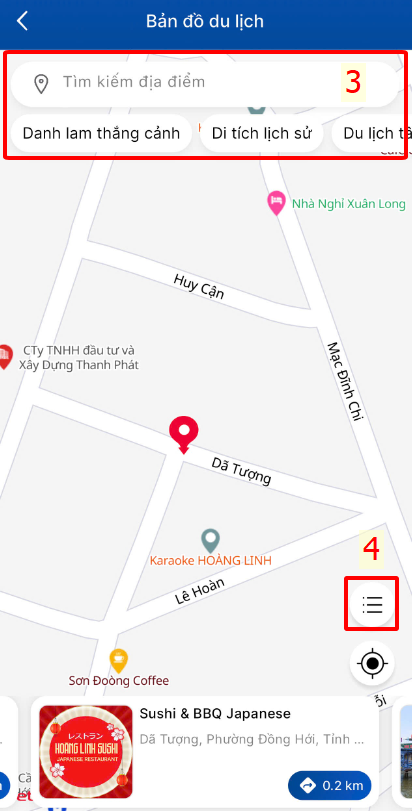 Bản đồ du lịch
Tìm kiếm địa điểm
3
Danh lam thắng cảnh
Di tích lịch sử
Du lịch tâ
Nhà Nghỉ Xuân Long
Huy Cận
Mạc Đĩnh Chi
CTy TNHH đầu tư và
Xây Dựng Thanh Phát
Dã Tượng
4
Karaoke HOÀNG LINH
Lê Hoàn
Sơn Đoòng Coffee
Sushi & BBQ Japanese
Dã Tượng, Phường Đồng Hới, Tỉnh ...
レストラン
HOÀNG LINH SUSHI
JAPANESE RESTAURANT
0.2 km